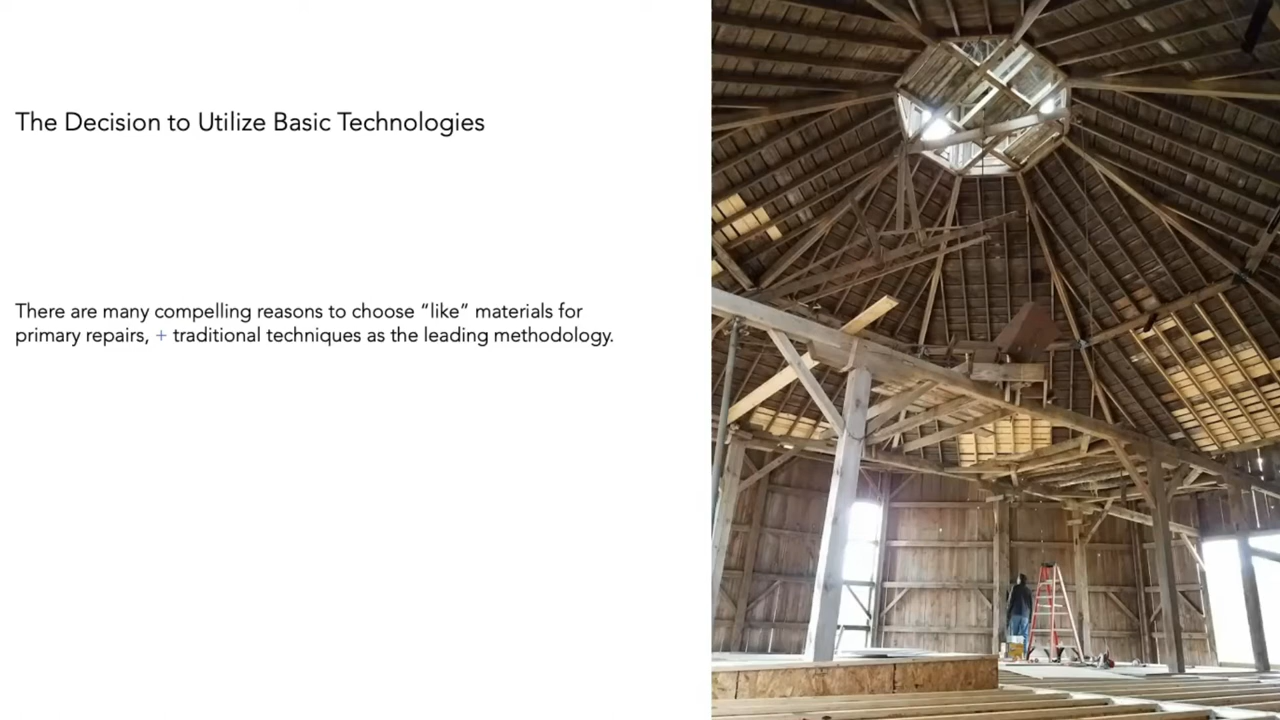 The Decision to Utilize Basic Technologies
There are many compelling reasons to choose “like” materials for
primary repairs, + traditional techniques as the leading methodology.